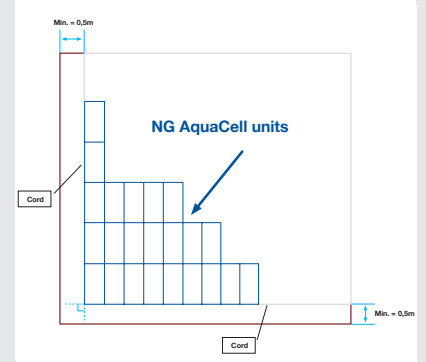 Min. = 0,5m
NG AquaCell units
Cord
Min. = 0,5m
Cord